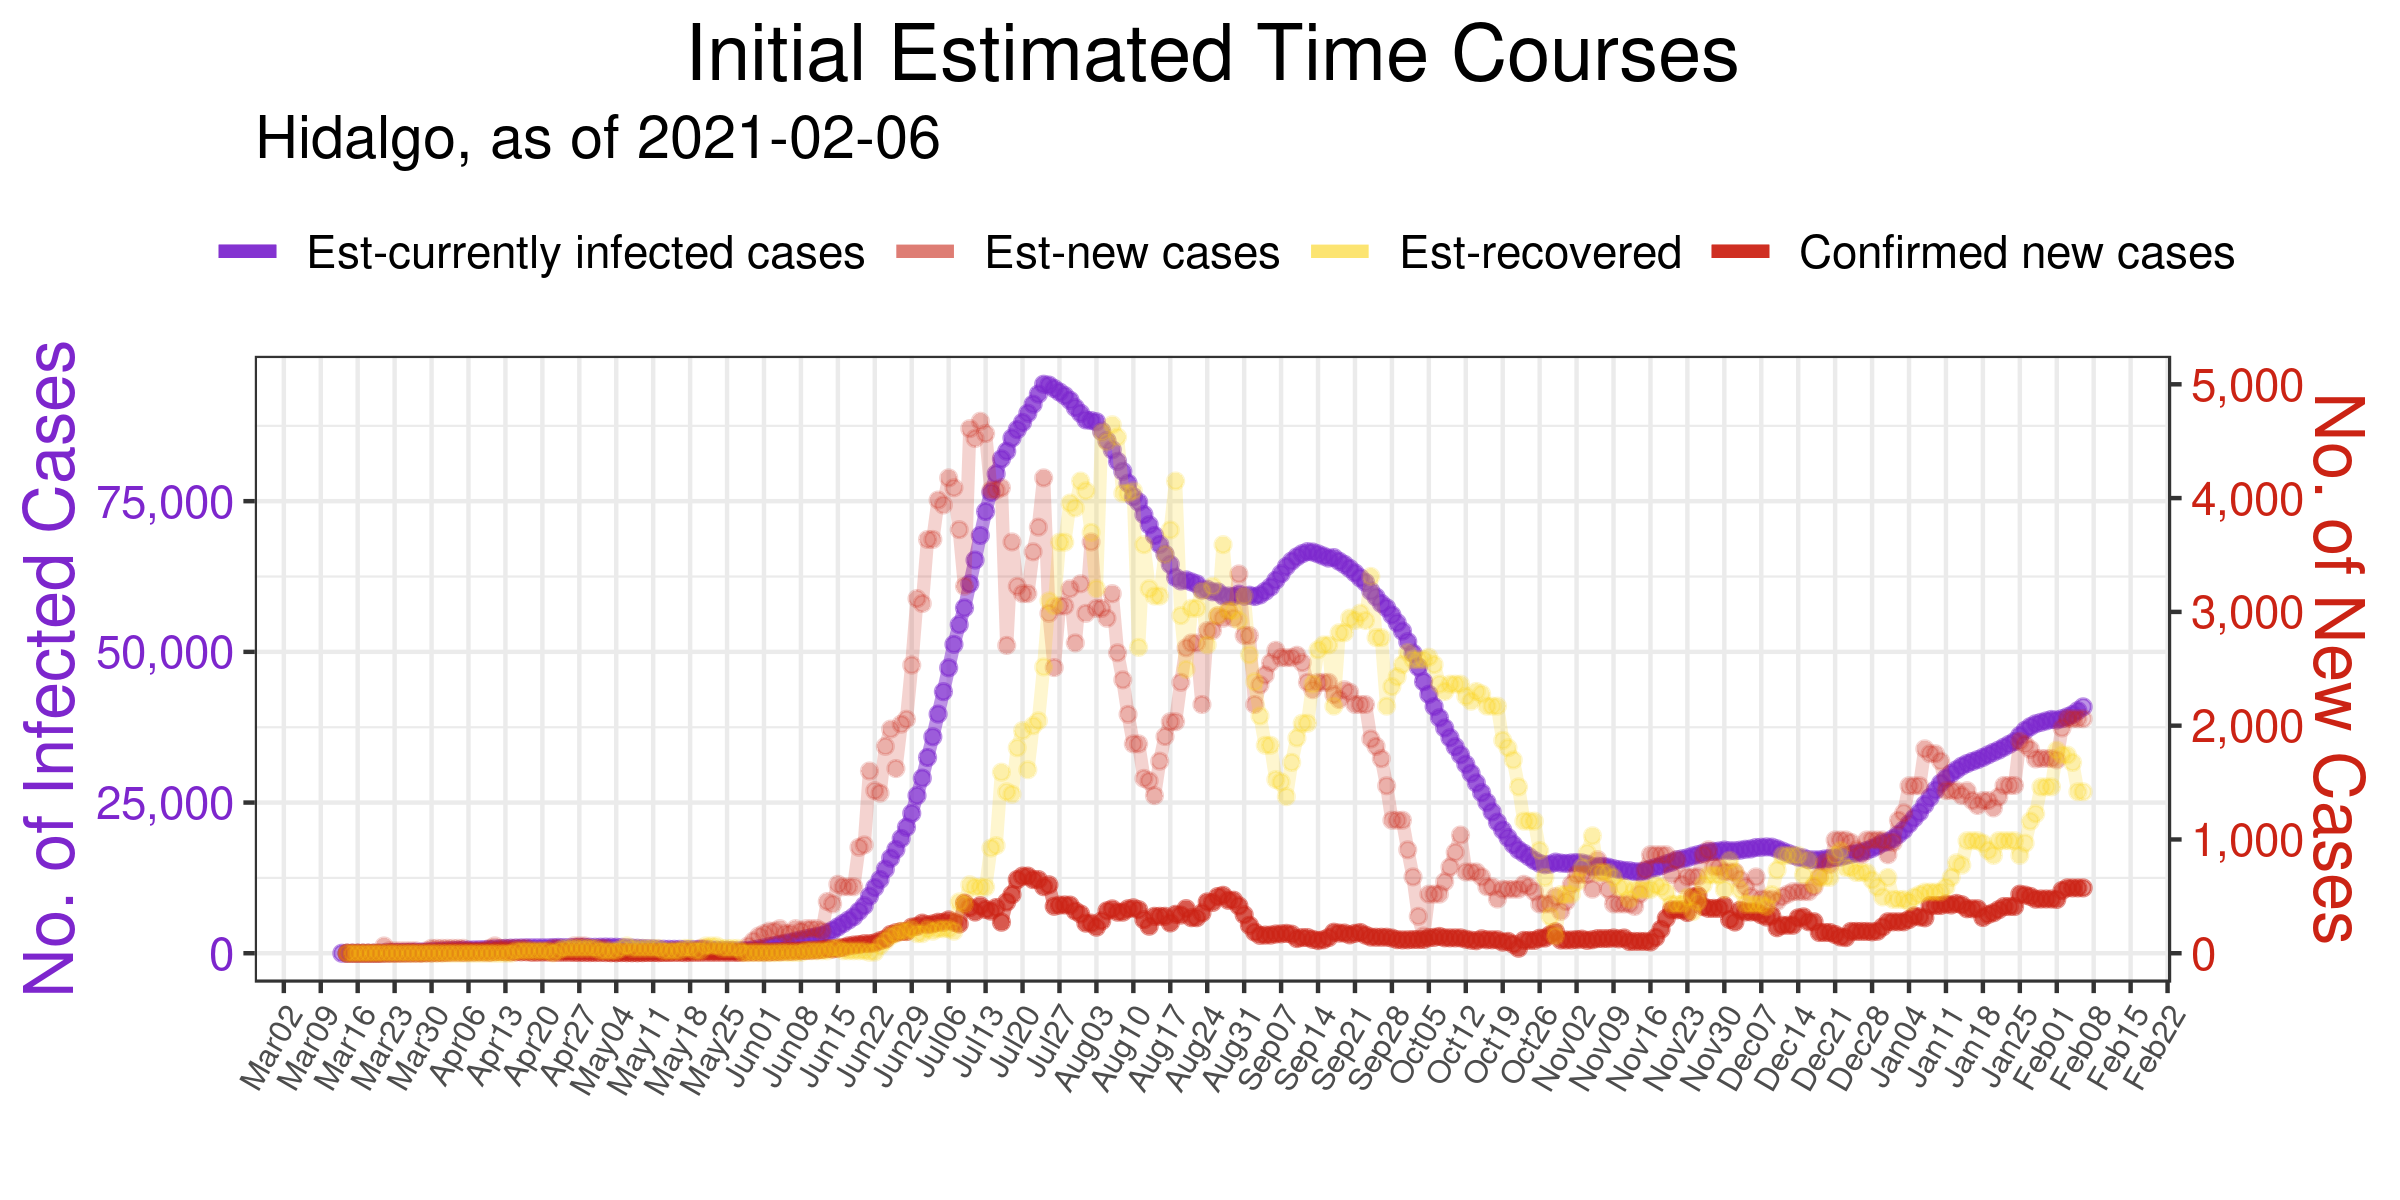 Initial Estimated Time Courses
Hidalgo, as of 2021-02-06
Est-currently infected cases Est-new cases Est-recovered Confirmed new cases
No. of Infected Cases
75,000
50,000
25,000
0
5,000
4,000
3,000
2,000
1,000
0
No. of New Cases
Mar02 Mar09 Mar16 Mar23 Mar30 Apr06 Apr13 Apr20 Apr27 May04 May11 May18 May25 Jun01 Jun08 Jun15 Jun22 Jun29 Jul06 Jul13 Jul20 Jul27 Aug03 Aug10 Aug17 Aug24 Aug31 Sep07 Sep14 Sep21 Sep28 Oct05 Oct12 Oct19 Oct26 Nov02 Nov09 Nov16 Nov23 Nov30 Dec07 Dec14 Dec21 Dec28 Jan04 Jan11 Jan18 Jan25 Feb01 Feb08 Feb15 Feb22